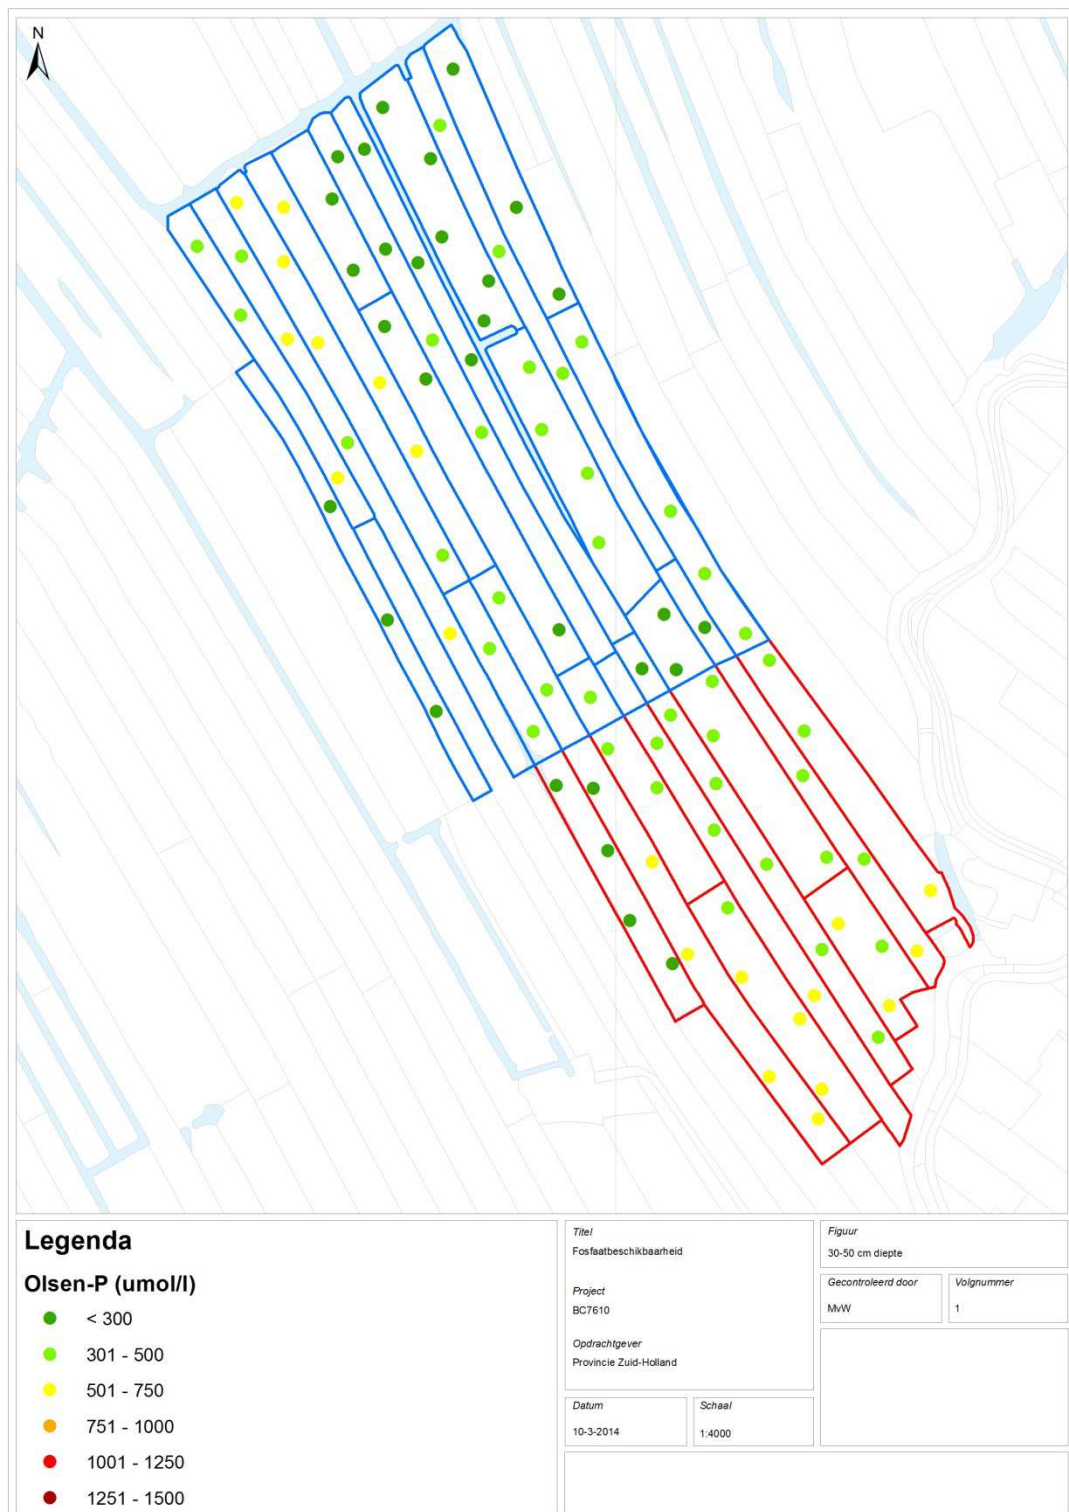 N
Legenda
Olsen-P (umol/l)
< 300
301 - 500
501 - 750
751 - 1000
1001 - 1250
1251 - 1500
Titel
Fosfaatbeschikbaarheid
Project
BC7610
Opdrachtgever
Provincie Zuid-Holland
Datum
10-3-2014
Schaal
1:4000
Figuur
30-50 cm diepte
Gecontroleerd door
MvW
Volgnummer
1